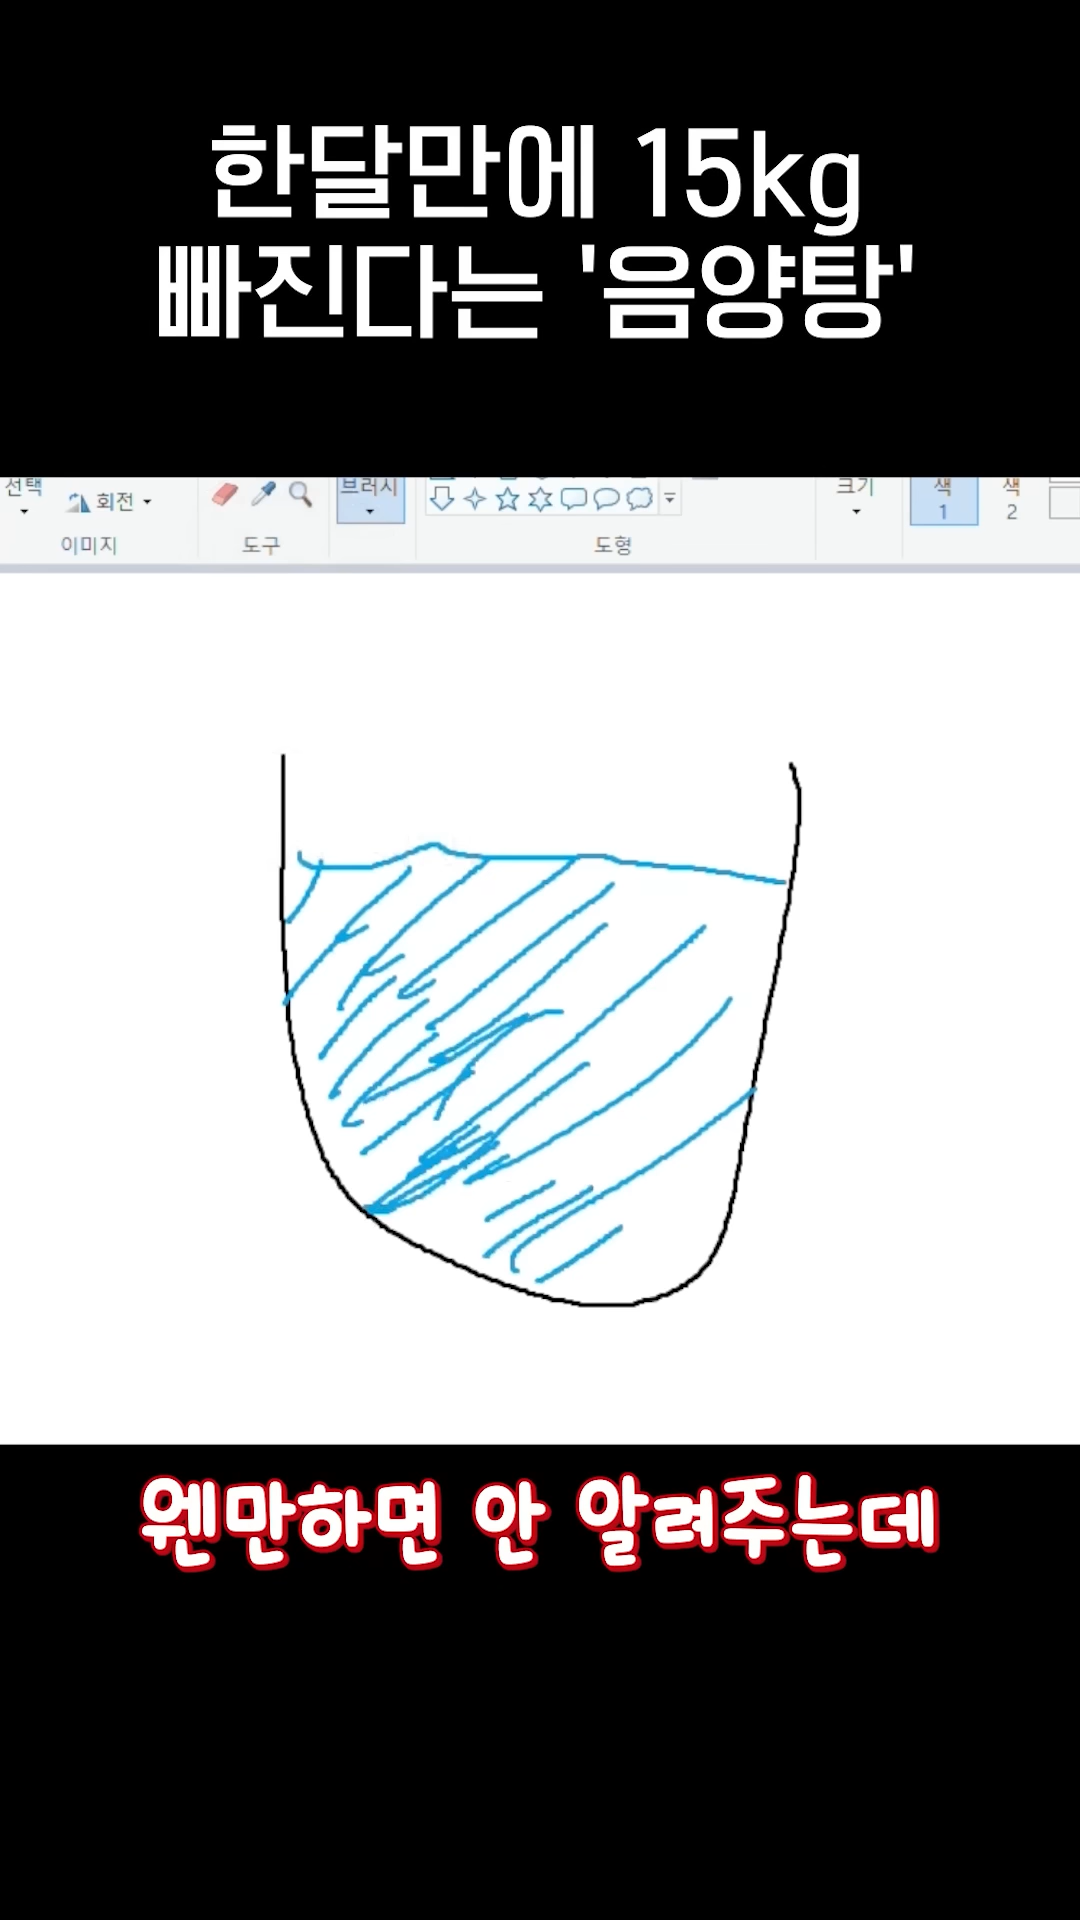 한달만에 15kg
빠진다는 '음양탕'
선택
회전
브러시
크기
색
1
색
2
이미지
도구
도형
웬만하면 안 알려주는데